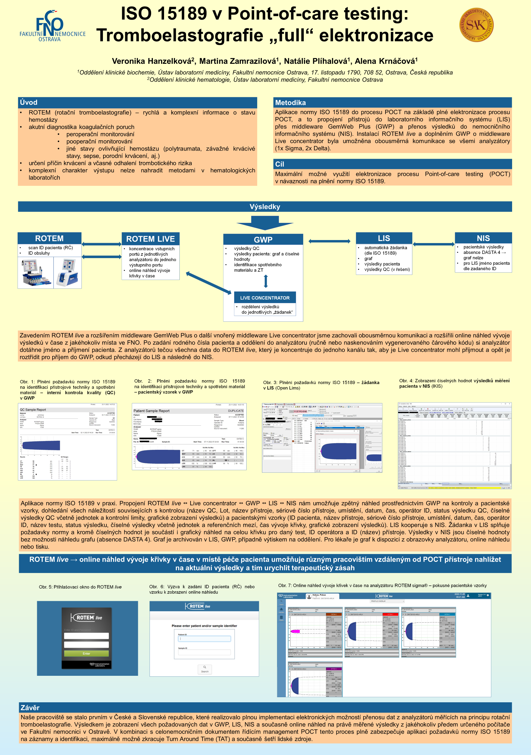 ISO 15189 v Point-of-care testing:
Tromboelastografie „full“ elektronizace
FAKULTNÍ NEMOCNICE
OSTRAVA
Veronika Hanzelková², Martina Zamrazilová¹, Natálie Plíhalová¹, Alena Krnáčová¹
¹Oddělení klinické biochemie, Ústav laboratorní medicíny, Fakultní nemocnice Ostrava, 17. listopadu 1790, 708 52, Ostrava, Česká republika
²Oddělení klinické hematologie, Ústav laboratorní medicíny, Fakultní nemocnice Ostrava
Úvod
• ROTEM (rotační tromboelastografie) – rychlá a komplexní informace o stavu
hemostázy
• akutní diagnostika koagulačních poruch
• peroperační monitorování
• pooperační monitorování
• jiné stavy ovlivňující hemostázu (polytraumata, závažné krvácivé
stavy, sepse, porodní krvácení, aj.)
• určení příčin krvácení a včasné odhalení trombotického rizika
• komplexní charakter výstupu nelze nahradit metodami v hematologických
laboratořích
Metodika
Aplikace normy ISO 15189 do procesu POCT na základě plné elektronizace procesu
POCT, a to propojení přístrojů do laboratorního informačního systému (LIS)
přes middleware GemWeb Plus (GWP) a přenos výsledků do nemocničního
informačního systému (NIS). Instalací ROTEM live a doplněním GWP o middleware
Live concentrator byla umožněna obousměrná komunikace se všemi analyzátory
(1x Sigma, 2x Delta).
Cíl
Maximální možné využití elektronizace procesu Point-of-care testing (POCT)
v návaznosti na plnění normy ISO 15189.
Výsledky
ROTEM
• scan ID pacienta (RČ)
• ID obsluhy
ROTEM LIVE
• koncentrace vstupních
portů z jednotlivých
analyzátorů do jednoho
výstupního portu
• online náhled vývoje
křivky v čase
GWP
• výsledky QC
• výsledky pacienta: graf a číselné
hodnoty
• identifikace spotřebního
materiálu a ZT
LIVE CONCENTRATOR
• roztřídění výsledků
do jednotlivých „žádanek“
LIS
• automatická žádanka
(dle ISO 15189)
• graf
• výsledky pacienta
• výsledky QC (v řešení)
NIS
• pacientské výsledky
• absence DASTA 4 →
graf nelze
• pro LIS jméno pacienta
dle zadaného ID
Zavedením ROTEM live a rozšířením middleware GemWeb Plus o další vnořený middleware Live concentrator jsme zachovali obousměrnou komunikaci a rozšířili online náhled vývoje
výsledků v čase z jakéhokoliv místa ve FNO. Po zadání rodného čísla pacienta a oddělení do analyzátoru (ručně nebo naskenováním vygenerovaného čárového kódu) si analyzátor
dotáhne jméno a příjmení pacienta. Z analyzátorů tečou všechna data do ROTEM live, který je koncentruje do jednoho kanálu tak, aby je Live concentrator mohl přijmout a opět je
roztřídit pro příjem do GWP, odkud přecházejí do LIS a následně do NIS.
Obr. 1: Plnění požadavků normy ISO 15189
na identifikaci přístrojové techniky a spotřební
materiál – interní kontrola kvality (QC)
v GWP
Obr. 2: Plnění požadavků normy ISO 15189
na identifikaci přístrojové techniky a spotřební materiál
– pacientský vzorek v GWP
Obr. 3: Plnění požadavků normy ISO 15189 – žádanka
v LIS (Open Lims)
Obr. 4: Zobrazení číselných hodnot výsledků měření
pacienta v NIS (IKIS)
QC Sample Report
Patient Sample Report
Aplikace normy ISO 15189 v praxi. Propojení ROTEM live ↔ Live concentrator ↔ GWP ↔ LIS ↔ NIS nám umožňuje zpětný náhled prostřednictvím GWP na kontroly a pacientské
vzorky, dohledání všech náležitostí souvisejících s kontrolou (název QC, Lot, název přístroje, sériové číslo přístroje, umístění, datum, čas, operátor ID, status výsledku QC, číselné
výsledky QC včetně jednotek a kontrolní limity, grafické zobrazení výsledků) a pacientskými vzorky (ID pacienta, název přístroje, sériové číslo přístroje, umístění, datum, čas, operátor
ID, název testu, status výsledku, číselné výsledky včetně jednotek a referenčních mezí, čas vývoje křivky, grafické zobrazení výsledků). LIS kooperuje s NIS. Žádanka v LIS splňuje
požadavky normy a kromě číselných hodnot je součástí i grafický náhled na celou křivku pro daný test, ID operátora a ID (název) přístroje. Výsledky v NIS jsou číselné hodnoty
bez možnosti náhledu grafu (absence DASTA 4). Graf je archivován v LIS, GWP, případně výtiskem na oddělení. Pro lékaře je graf k dispozici z obrazovky analyzátoru, online náhledu
nebo tisku.
ROTEM live → online náhled vývoje křivky v čase v místě péče pacienta umožňuje různým pracovištím vzdáleným od POCT přístroje nahlížet
na aktuální výsledky a tím urychlit terapeutický zásah
Obr. 5: Přihlašovací okno do ROTEM live
Obr. 6: Výzva k zadání ID pacienta (RČ) nebo
vzorku k zobrazení online náhledu
Obr. 7: Online náhled vývoje křivek v čase na analyzátoru ROTEM sigma® – pokusné pacientské vzorky
ROTEM live
ROTEM live
Please enter patient and/or sample identifier
Závěr
Naše pracoviště se stalo prvním v České a Slovenské republice, které realizovalo plnou implementaci elektronických možností přenosu dat z analyzátorů měřících na principu rotační
tromboelastografie. Výsledkem je zobrazení všech požadovaných dat v GWP, LIS, NIS a současně online náhled na právě měřené výsledky z jakéhokoliv předem určeného počítače
ve Fakultní nemocnici v Ostravě. V kombinaci s celonemocničním dokumentem řídícím management POCT tento proces plně zabezpečuje aplikaci požadavků normy ISO 15189
na záznamy a identifikaci, maximálně možně zkracuje Turn Around Time (TAT) a současně šetří lidské zdroje.